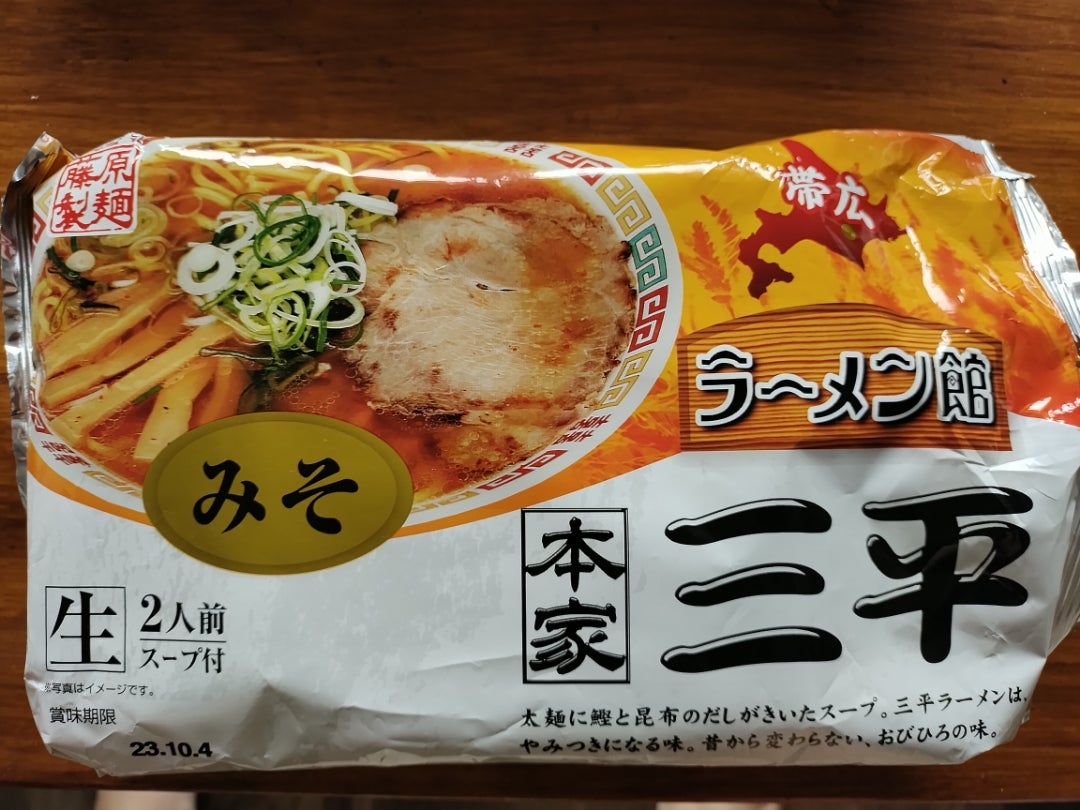 藤原製麺
帯広
ラーメン館
みそ
本家
三平
生
2人前
スープ付
※写真はイメージです。
賞味期限
23.10.4
太麺に鰹と昆布のだしがきいたスープ。三平ラーメンは、
やみつきになる味。昔から変わらない、おびひろの味。